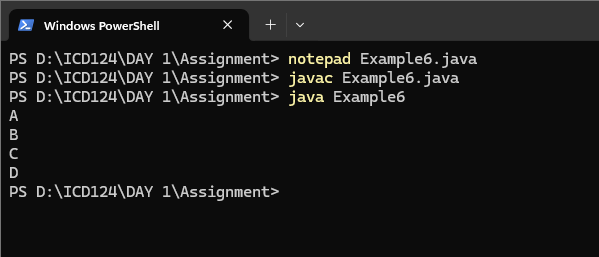 Windows PowerShell
PS D:\ICD124\DAY 1\Assignment> notepad Example6.java
PS D:\ICD124\DAY 1\Assignment> javac Example6.java
PS D:\ICD124\DAY 1\Assignment> java Example6
A
B
C
D
PS D:\ICD124\DAY 1\Assignment>